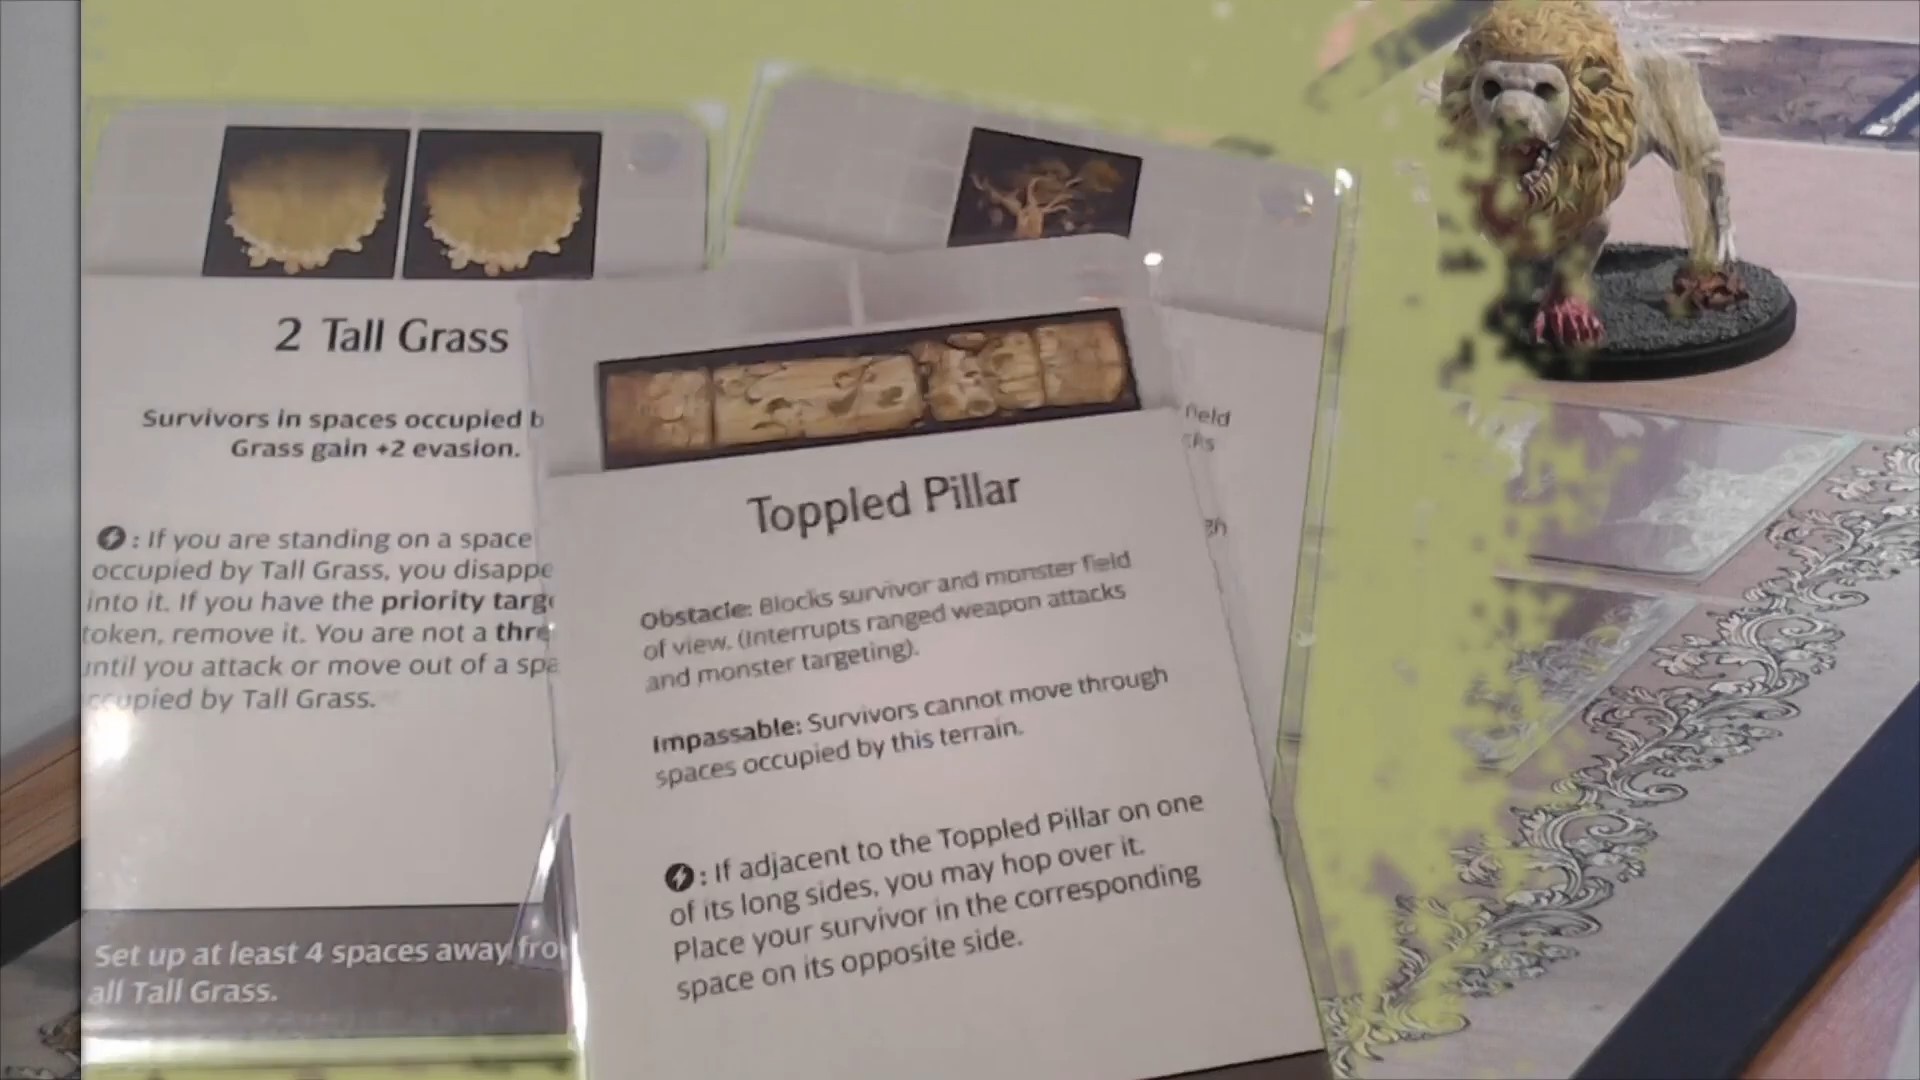 2 Tall Grass
Survivors in spaces occupied
Grass gain +2 evasion.
: If you are standing on a space
occupied by Tall Grass, you
into it. If you have the priority
token, remove it. You are not a
until you attack or move out of a
occupied by Tall Grass.
Set up at least 4 spaces away
all Tall Grass.
Toppled Pillar
Obstacle: Blocks survivor and monster field
of view. (Interrupts ranged weapon attacks
and monster targeting).
Impassable: Survivors cannot move through
spaces occupied by this terrain.
: If adjacent to the Toppled Pillar on one
of its long sides, you may hop over it.
Place your survivor in the corresponding
space on its opposite side.
field